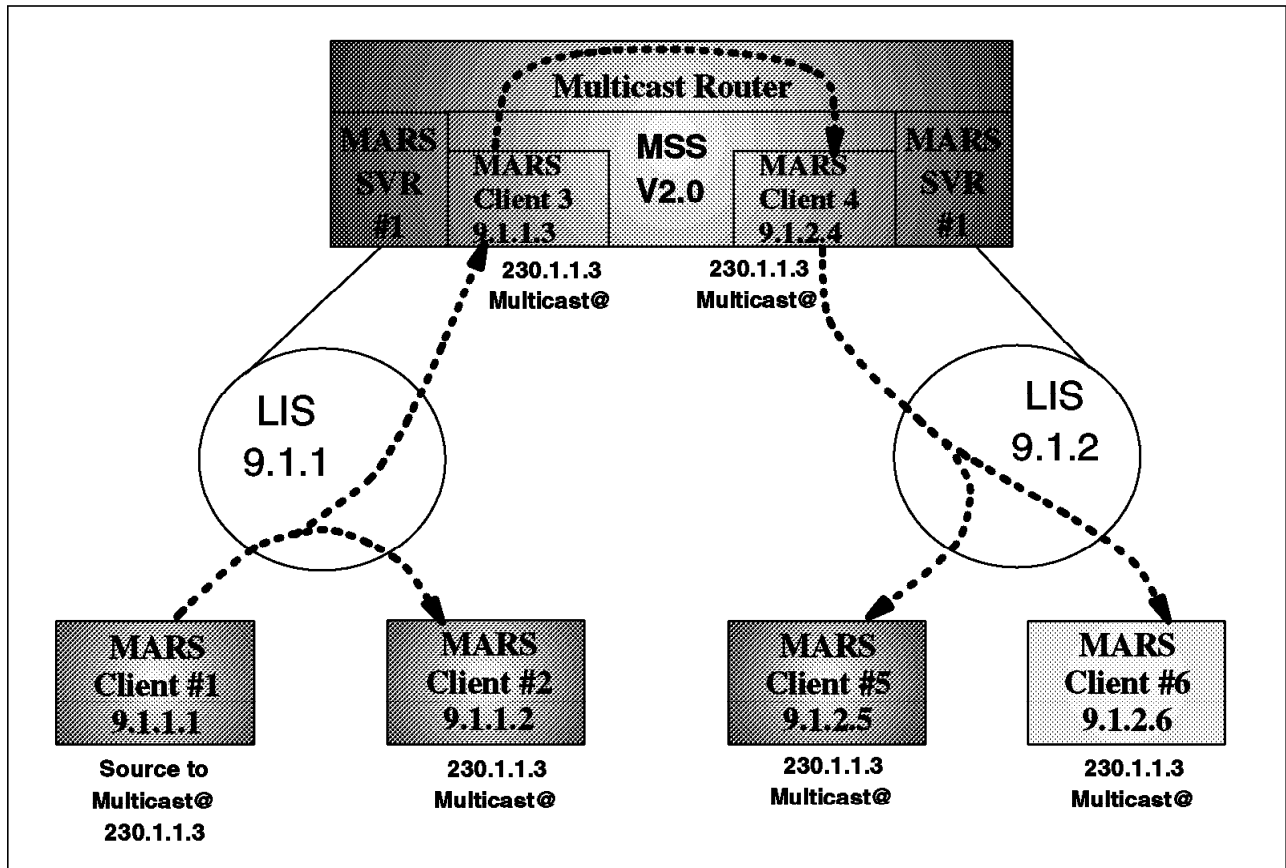 Multicast Router
MARS
SVR
#1
MARS
Client 3
9.1.1.3
MSS
V2.0
MARS
Client 4
9.1.2.4
MARS
SVR
#1
230.1.1.3
Multicast@
230.1.1.3
Multicast@
LIS
9.1.1
LIS
9.1.2
MARS
Client #1
9.1.1.1
MARS
Client #2
9.1.1.2
MARS
Client #5
9.1.2.5
MARS
Client #6
9.1.2.6
Source to
Multicast@
230.1.1.3
230.1.1.3
Multicast@
230.1.1.3
Multicast@
230.1.1.3
Multicast@